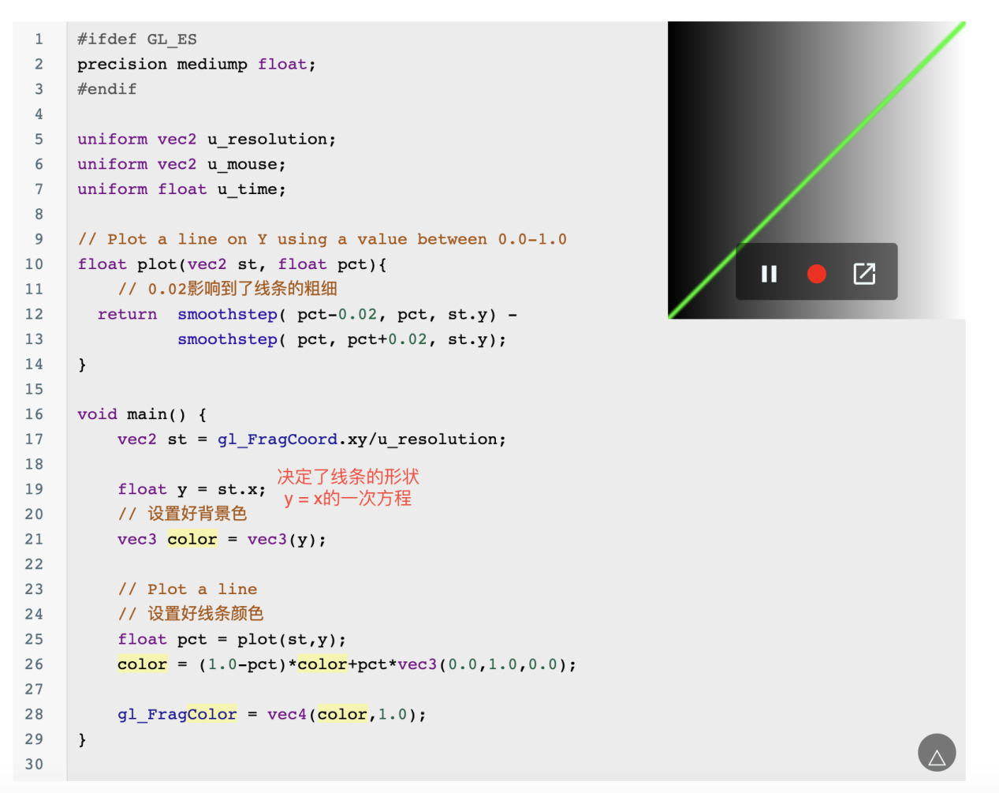 1 #ifdef GL_ES
2 precision mediump float;
3 #endif
4
5 uniform vec2 u_resolution;
6 uniform vec2 u_mouse;
7 uniform float u_time;
8
9 // Plot a line on Y using a value between 0.0-1.0
10 float plot(vec2 st, float pct){
11 // 0.02影响到了线条的粗细
12 return smoothstep( pct-0.02, pct, st.y) -
13 smoothstep( pct, pct+0.02, st.y);
14 }
15
16 void main() {
17 vec2 st = gl_FragCoord.xy/u_resolution;
18
决定了线条的形状
19 float y = st.x;
y = x的一次方程
20 // 设置好背景色
21 vec3 color = vec3(y);
22
23 // Plot a line
24 // 设置好线条颜色
25 float pct = plot(st,y);
26 color = (1.0-pct)*color+pct*vec3(0.0,1.0,0.0);
27
28 gl_FragColor = vec4(color,1.0);
29 }
30